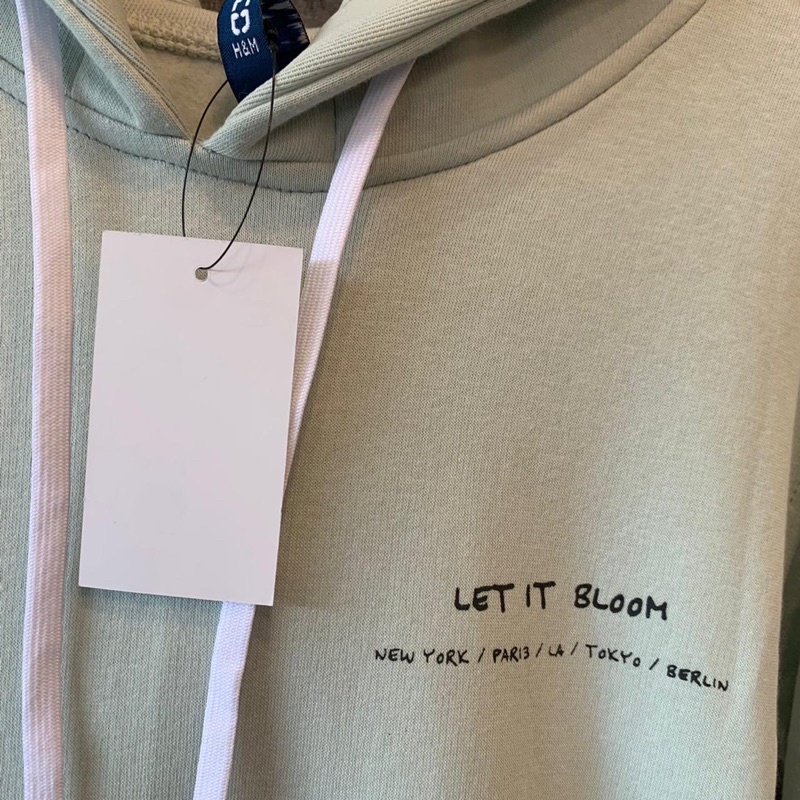 H&M
LET IT BLOOM
NEW YORK / PARIS / LA / TOKYO / BERLIN